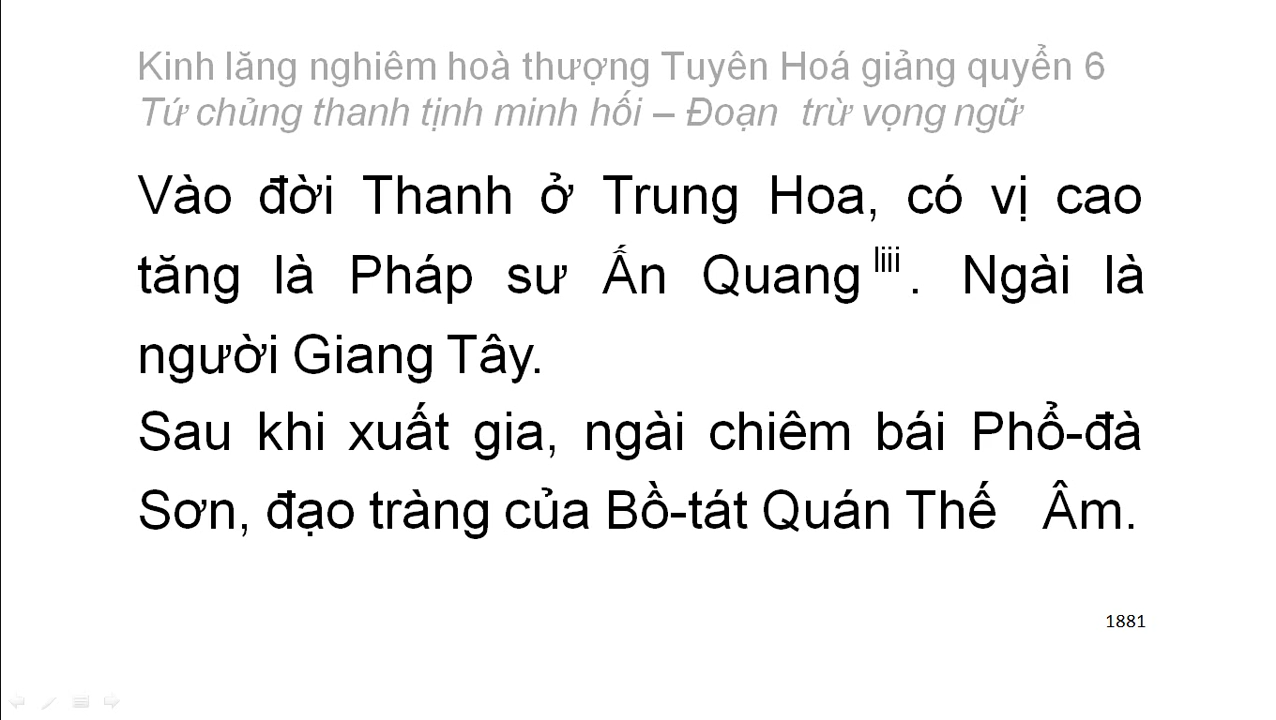 Kinh lăng nghiêm hoà thượng Tuyên Hoá giảng quyển 6
Tứ chủng thanh tịnh minh hối – Đoạn trừ vọng ngữ
Vào đời Thanh ở Trung Hoa, có vị cao
tăng là Pháp sư Ấn Quang liii . Ngài là
người Giang Tây.
Sau khi xuất gia, ngài chiêm bái Phổ-đà
Sơn, đạo tràng của Bồ-tát Quán Thế Âm.
1881